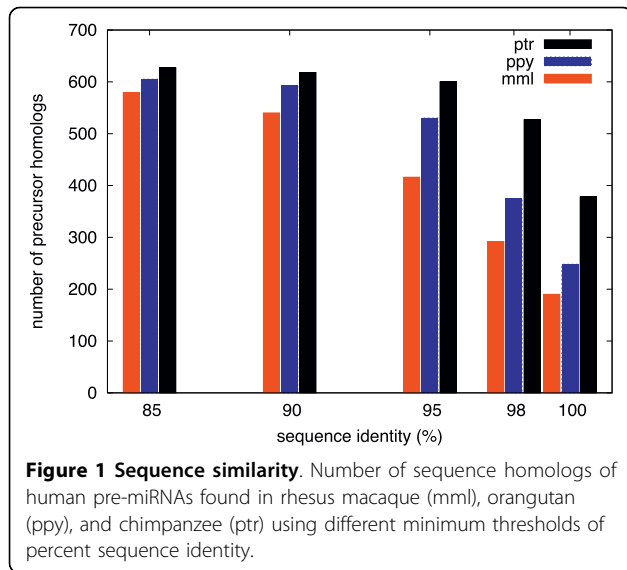 700
600
500
400
300
200
100
0
number of precursor homologs
ptr
ppy
mml
85 90 95 98 100
sequence identity (%)
Figure 1 Sequence similarity. Number of sequence homologs of
human pre-miRNAs found in rhesus macaque (mml), orangutan
(ppy), and chimpanzee (ptr) using different minimum thresholds of
percent sequence identity.